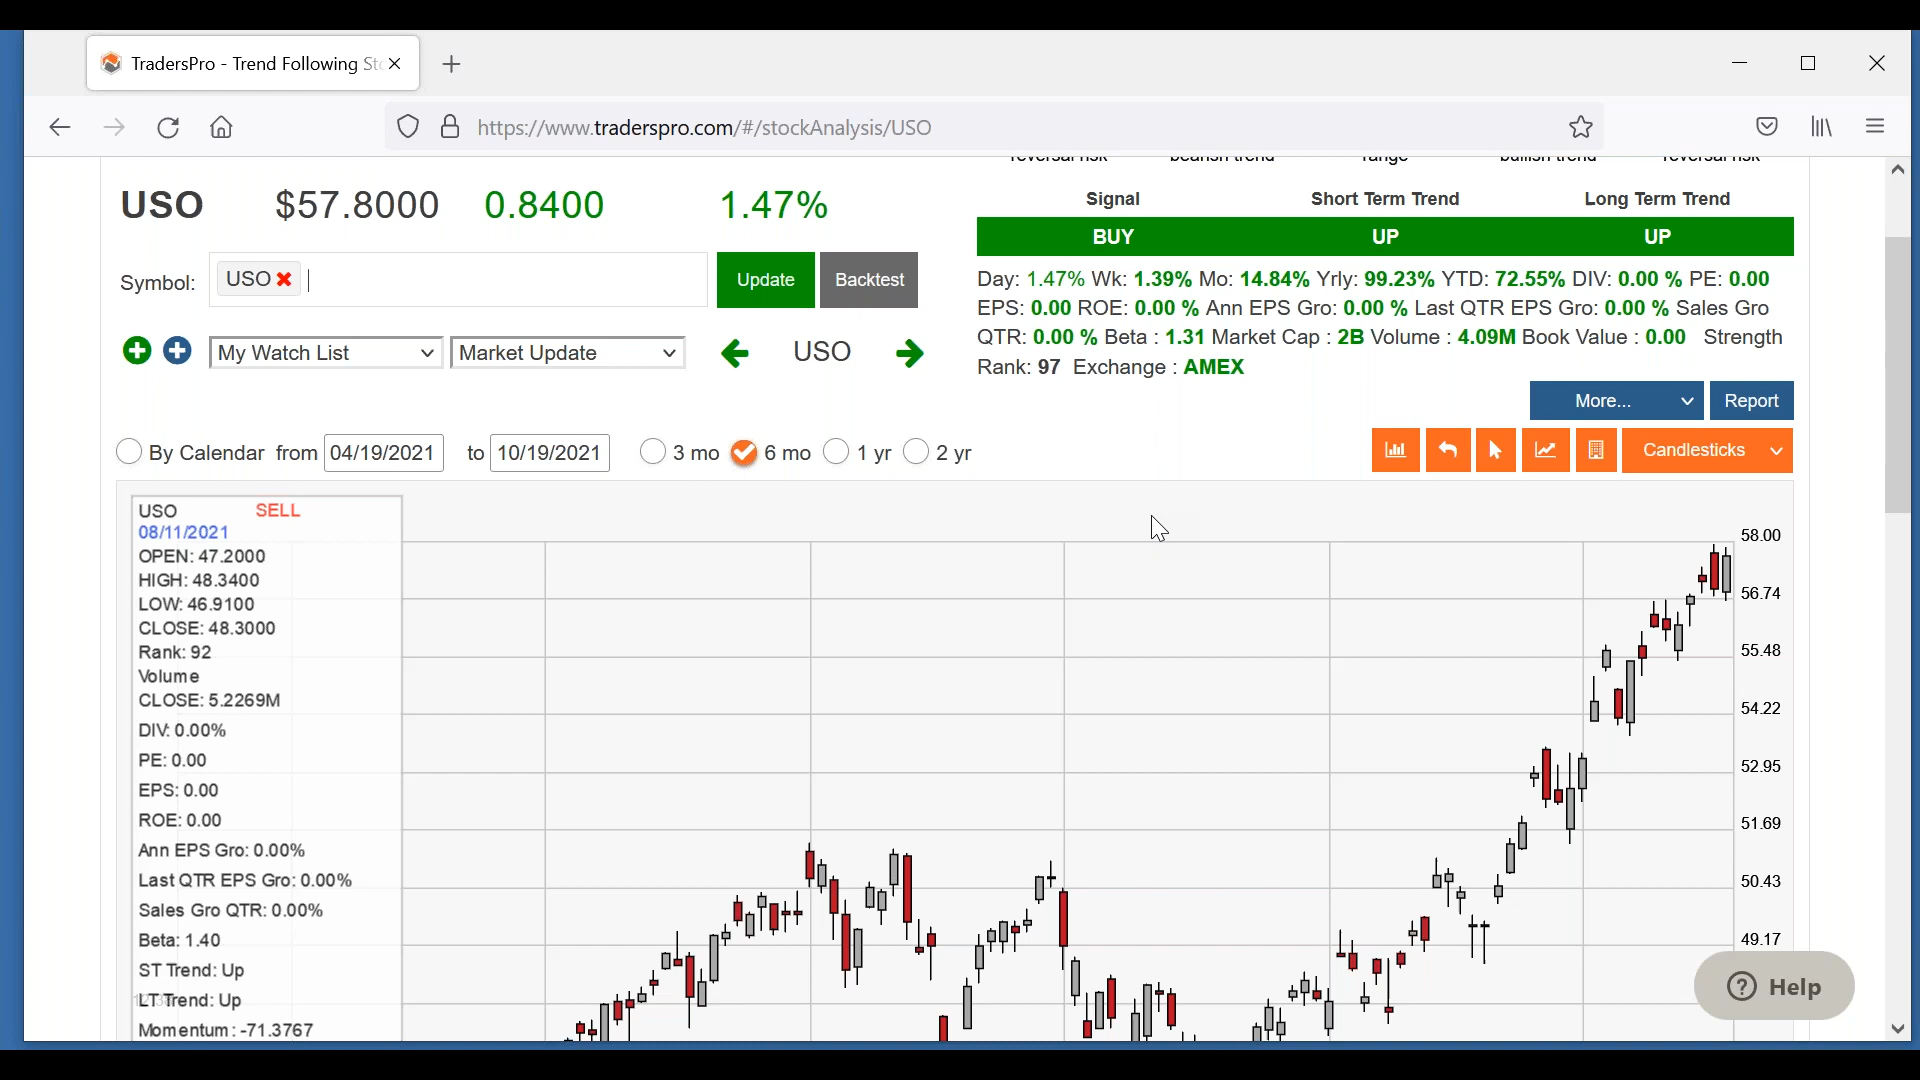 TradersPro - Trend Following Sto
https://www.traderspro.com/#/stockAnalysis/USO
reversal risk bearish trend range bullish trend reversal risk
USO $57.8000 0.8400 1.47%
Signal Short Term Trend Long Term Trend
BUY UP UP
Symbol: USO Update Backtest
Day: 1.47% Wk: 1.39% Mo: 14.84% Yrly: 99.23% YTD: 72.55% DIV: 0.00 % PE: 0.00
EPS: 0.00 ROE: 0.00 % Ann EPS Gro: 0.00 % Last QTR EPS Gro: 0.00 % Sales Gro
QTR: 0.00 % Beta : 1.31 Market Cap : 2B Volume : 4.09M Book Value : 0.00 Strength
Rank: 97 Exchange : AMEX
My Watch List Market Update USO
More... Report
By Calendar from 04/19/2021 to 10/19/2021 3 mo 6 mo 1 yr 2 yr
Candlesticks
USO SELL
08/11/2021
OPEN: 47.2000
HIGH: 48.3400
LOW: 46.9100
CLOSE: 48.3000
Rank: 92
Volume
CLOSE: 5.2269M
DIV: 0.00%
PE: 0.00
EPS: 0.00
ROE: 0.00
Ann EPS Gro: 0.00%
Last QTR EPS Gro: 0.00%
Sales Gro QTR: 0.00%
Beta: 1.40
ST Trend: Up
LT Trend: Up
Momentum: -71.3767
58.00
56.74
55.48
54.22
52.95
51.69
50.43
49.17
Help